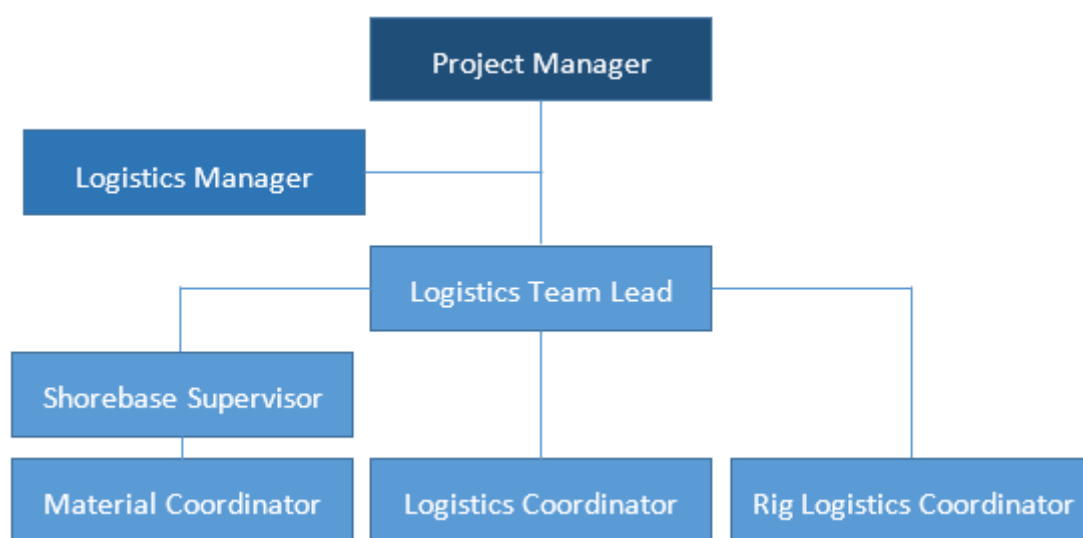 Project Manager
Logistics Manager
Logistics Team Lead
Shorebase Supervisor
Material Coordinator
Logistics Coordinator
Rig Logistics Coordinator